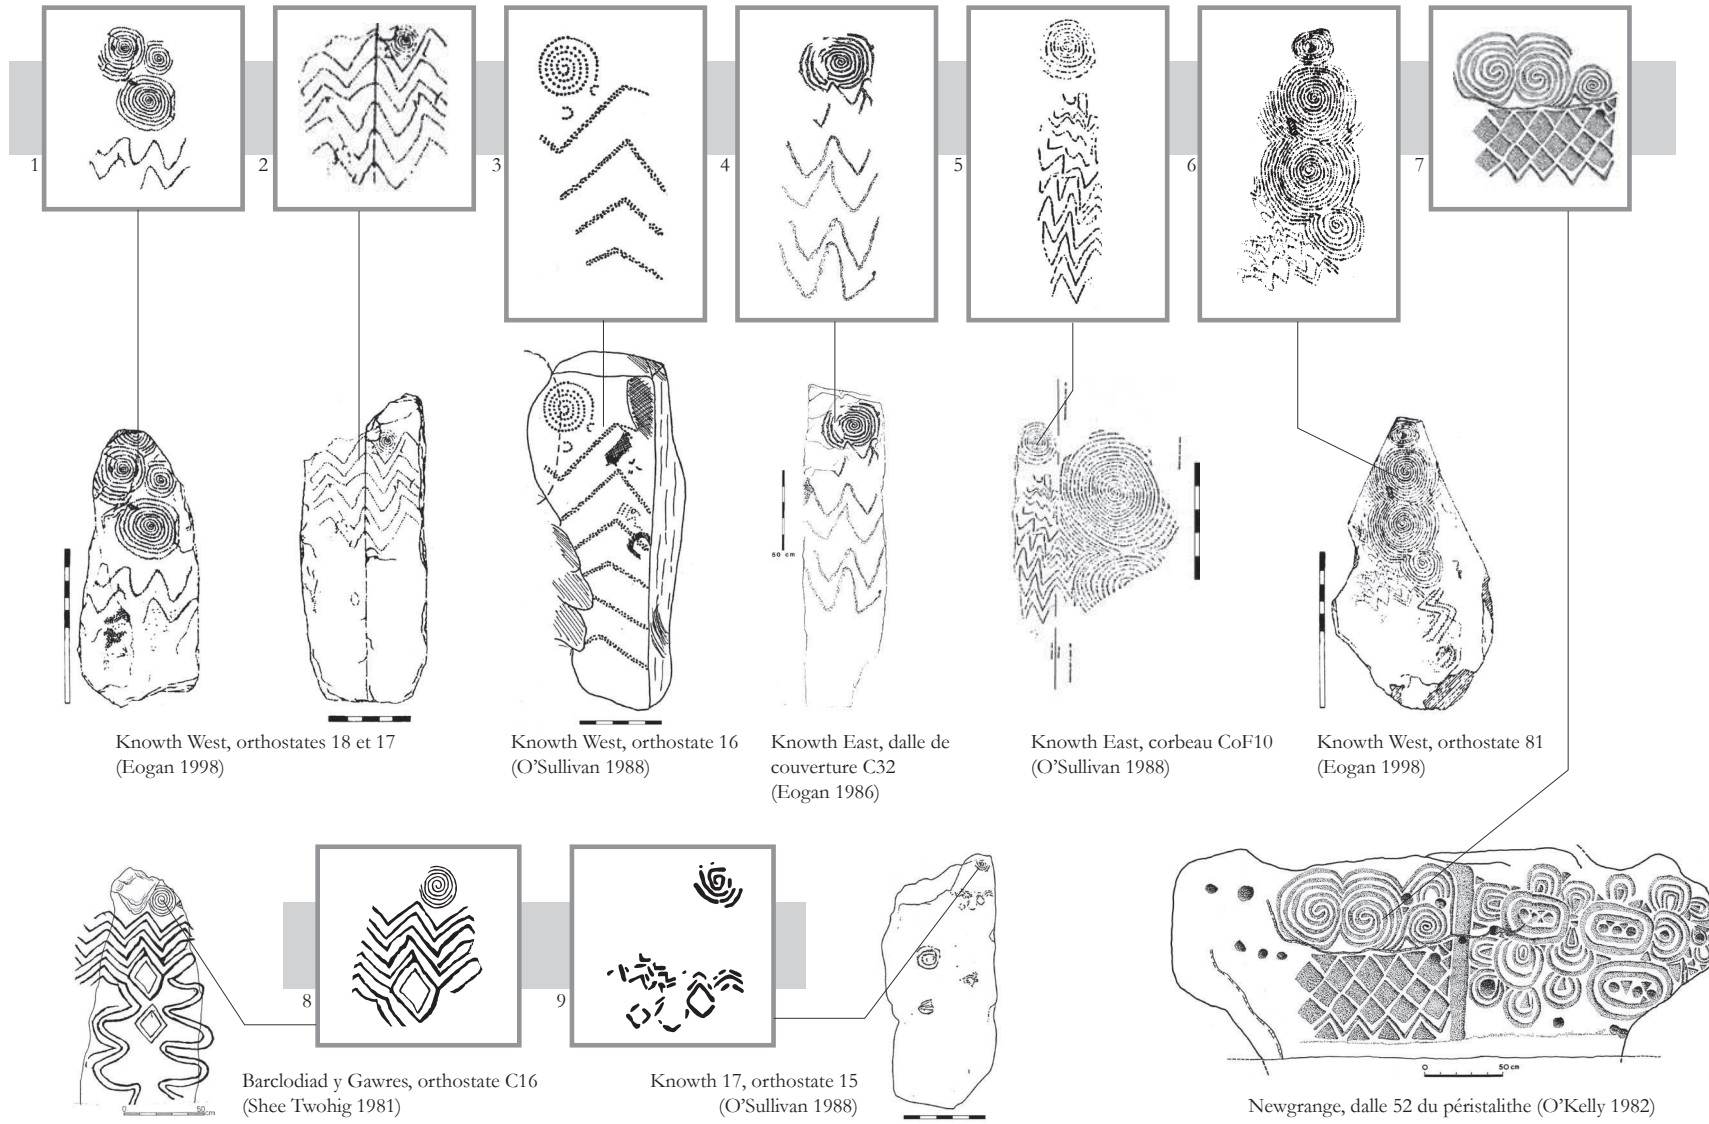 1
2
3
4
5
6
7
50 cm
Knowth West, orthostates 18 et 17
(Eogan 1998)
Knowth West, orthostate 16
(O'Sullivan 1988)
Knowth East, dalle de
couverture C32
(Eogan 1986)
Knowth East, corbeau CoF10
(O'Sullivan 1988)
Knowth West, orthostate 81
(Eogan 1998)
8
9
Barclodiad y Gawres, orthostate C16
(Shee Twohig 1981)
0 50 cm
Knowth 17, orthostate 15
(O'Sullivan 1988)
0 50 cm
Newgrange, dalle 52 du péristalithe (O'Kelly 1982)